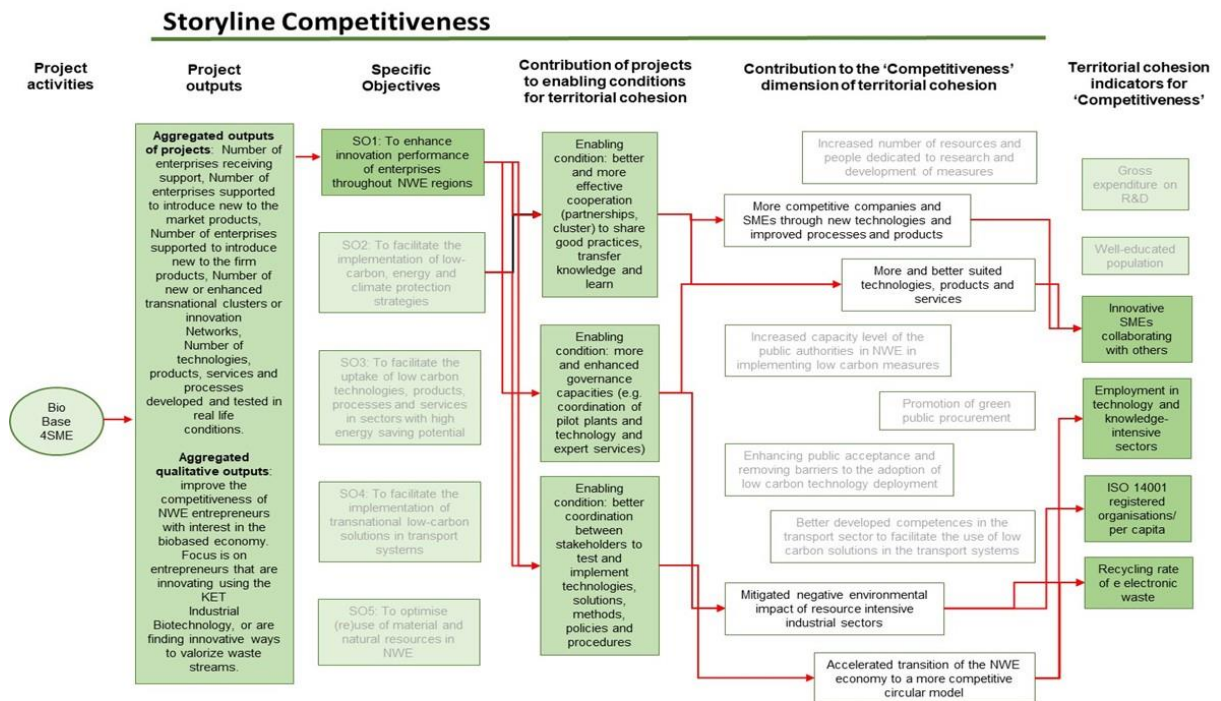 Storyline Competitiveness
Project
activities
Project
outputs
Specific
Objectives
Contribution of projects
to enabling conditions
for territorial cohesion
Contribution to the ‘Competitiveness’
dimension of territorial cohesion
Territorial cohesion
indicators for
‘Competitiveness’
Bio
Base
4SME
Aggregated outputs
of projects: Number of
enterprises receiving
support, Number of
enterprises supported
to introduce new to the
market products,
Number of enterprises
supported to introduce
new to the firm
products, Number of
new or enhanced
transnational clusters or
innovation
Networks,
Number of
technologies,
products, services and
processes
developed and tested in
real life
conditions.
Aggregated
qualitative outputs:
improve the
competitiveness of
NWE entrepreneurs
with interest in the
biobased economy.
Focus is on
entrepreneurs that are
innovating using the
KET
Industrial
Biotechnology, or are
finding innovative ways
to valorize waste
streams.
SO1: To enhance
innovation performance
of enterprises
throughout NWE regions
SO2: To facilitate the
implementation of low-
carbon, energy and
climate protection
strategies
SO3: To facilitate the
uptake of low carbon
technologies, products,
processes and services
in sectors with high
energy saving potential
SO4: To facilitate the
implementation of
transnational low-carbon
solutions in transport
systems
SO5: To optimise
(re)use of material and
natural resources in
NWE
Enabling
condition: better
and more
effective
cooperation
(partnerships,
cluster) to share
good practices,
transfer
knowledge and
learn
Enabling
condition: more
and enhanced
governance
capacities (e.g.
coordination of
pilot plants and
technology and
expert services)
Enabling
condition: better
coordination
between
stakeholders to
test and
implement
technologies,
solutions,
methods,
policies and
procedures
Increased number of resources and
people dedicated to research and
development of measures
More competitive companies and
SMEs through new technologies and
improved processes and products
More and better suited
technologies, products and
services
Increased capacity level of the
public authorities in NWE in
implementing low carbon measures
Promotion of green
public procurement
Enhancing public acceptance and
removing barriers to the adoption of
low carbon technology deployment
Better developed competences in the
transport sector to facilitate the use of
low carbon solutions in the transport systems
Mitigated negative environmental
impact of resource intensive
industrial sectors
Accelerated transition of the NWE
economy to a more competitive
circular model
Gross
expenditure on
R&D
Well-educated
population
Innovative
SMEs
collaborating
with others
Employment in
technology and
knowledge-
intensive
sectors
ISO 14001
registered
organisations/
per capita
Recycling rate
of e electronic
waste